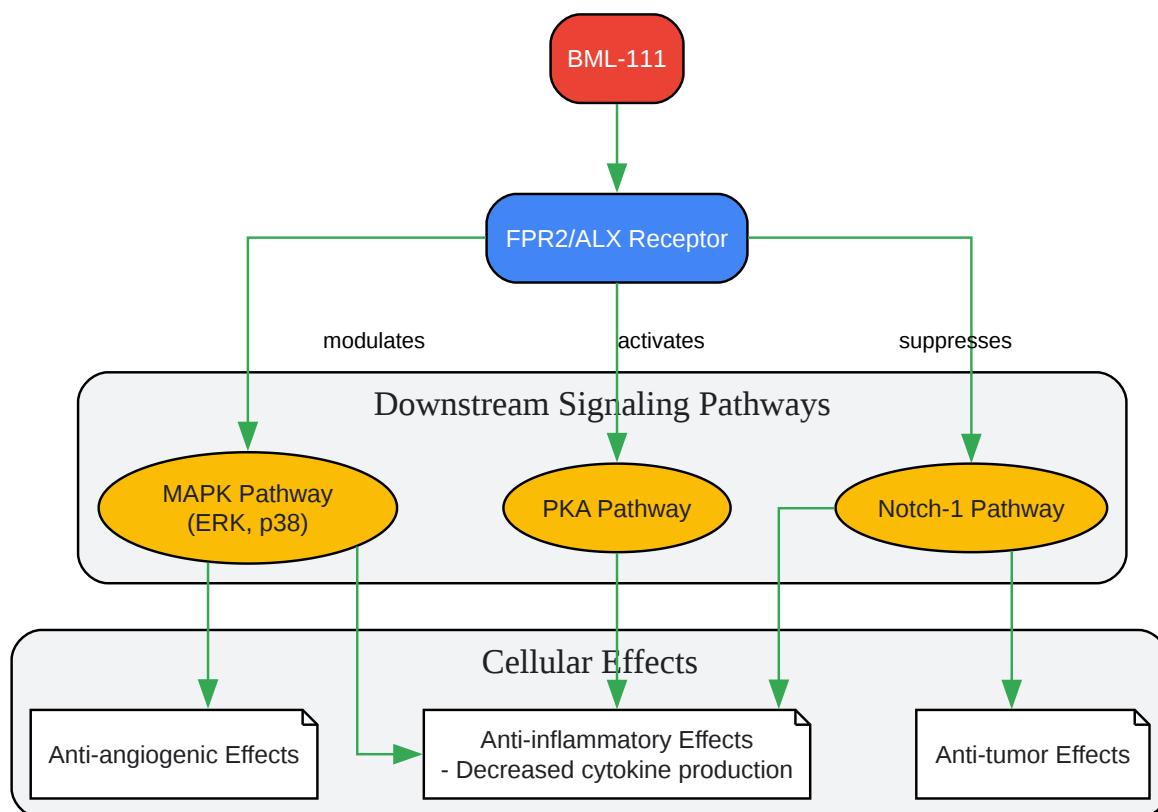 BML-111
FPR2/ALX Receptor
modulates
activates
suppresses
Downstream Signaling Pathways
MAPK Pathway
(ERK, p38)
PKA Pathway
Notch-1 Pathway
Cellular Effects
Anti-angiogenic Effects
Anti-inflammatory Effects
- Decreased cytokine production
Anti-tumor Effects